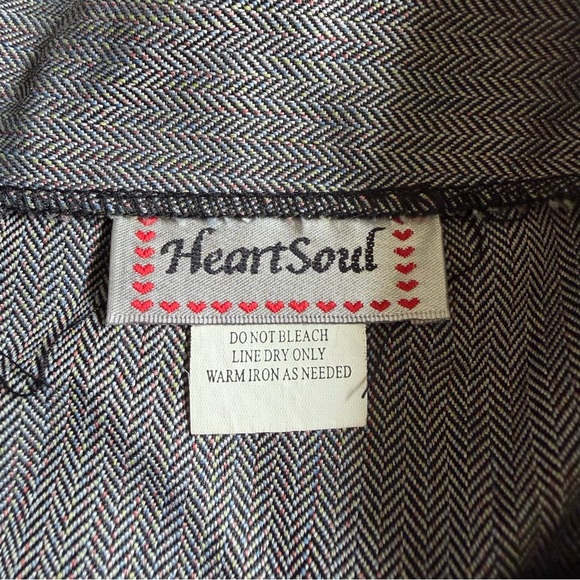 HeartSoul
DO NOT BLEACH
LINE DRY ONLY
WARM IRON AS NEEDED